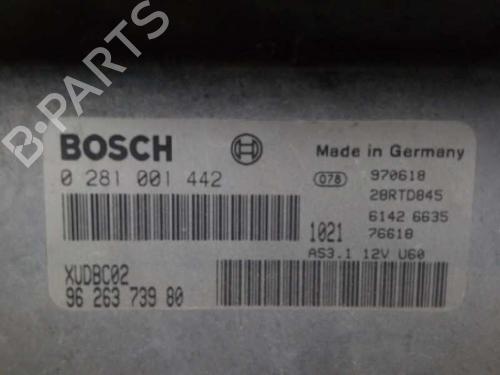 B-PARTS
BOSCH
Made in Germany
0 281 001 442
078 970618
28RTD845
6142 6635
1021 76618
AS3.1 12V U60
XUDBC02
96 263 739 80